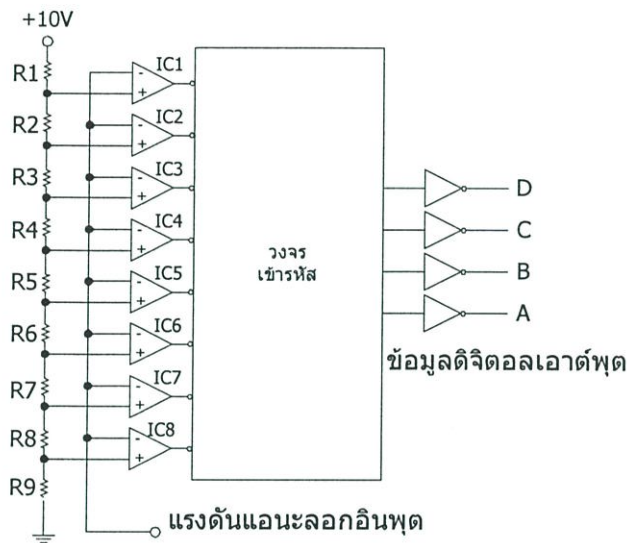 +10V
R1
R2
R3
R4
R5
R6
R7
R8
R9
IC1
- +
IC2
- +
IC3
- +
IC4
- +
IC5
- +
IC6
- +
IC7
- +
IC8
- +
วงจร
เข้ารหัส
D
C
B
A
ข้อมูลดิจิตอลเอาต์พุต
แรงดันแอนะลอกอินพุต